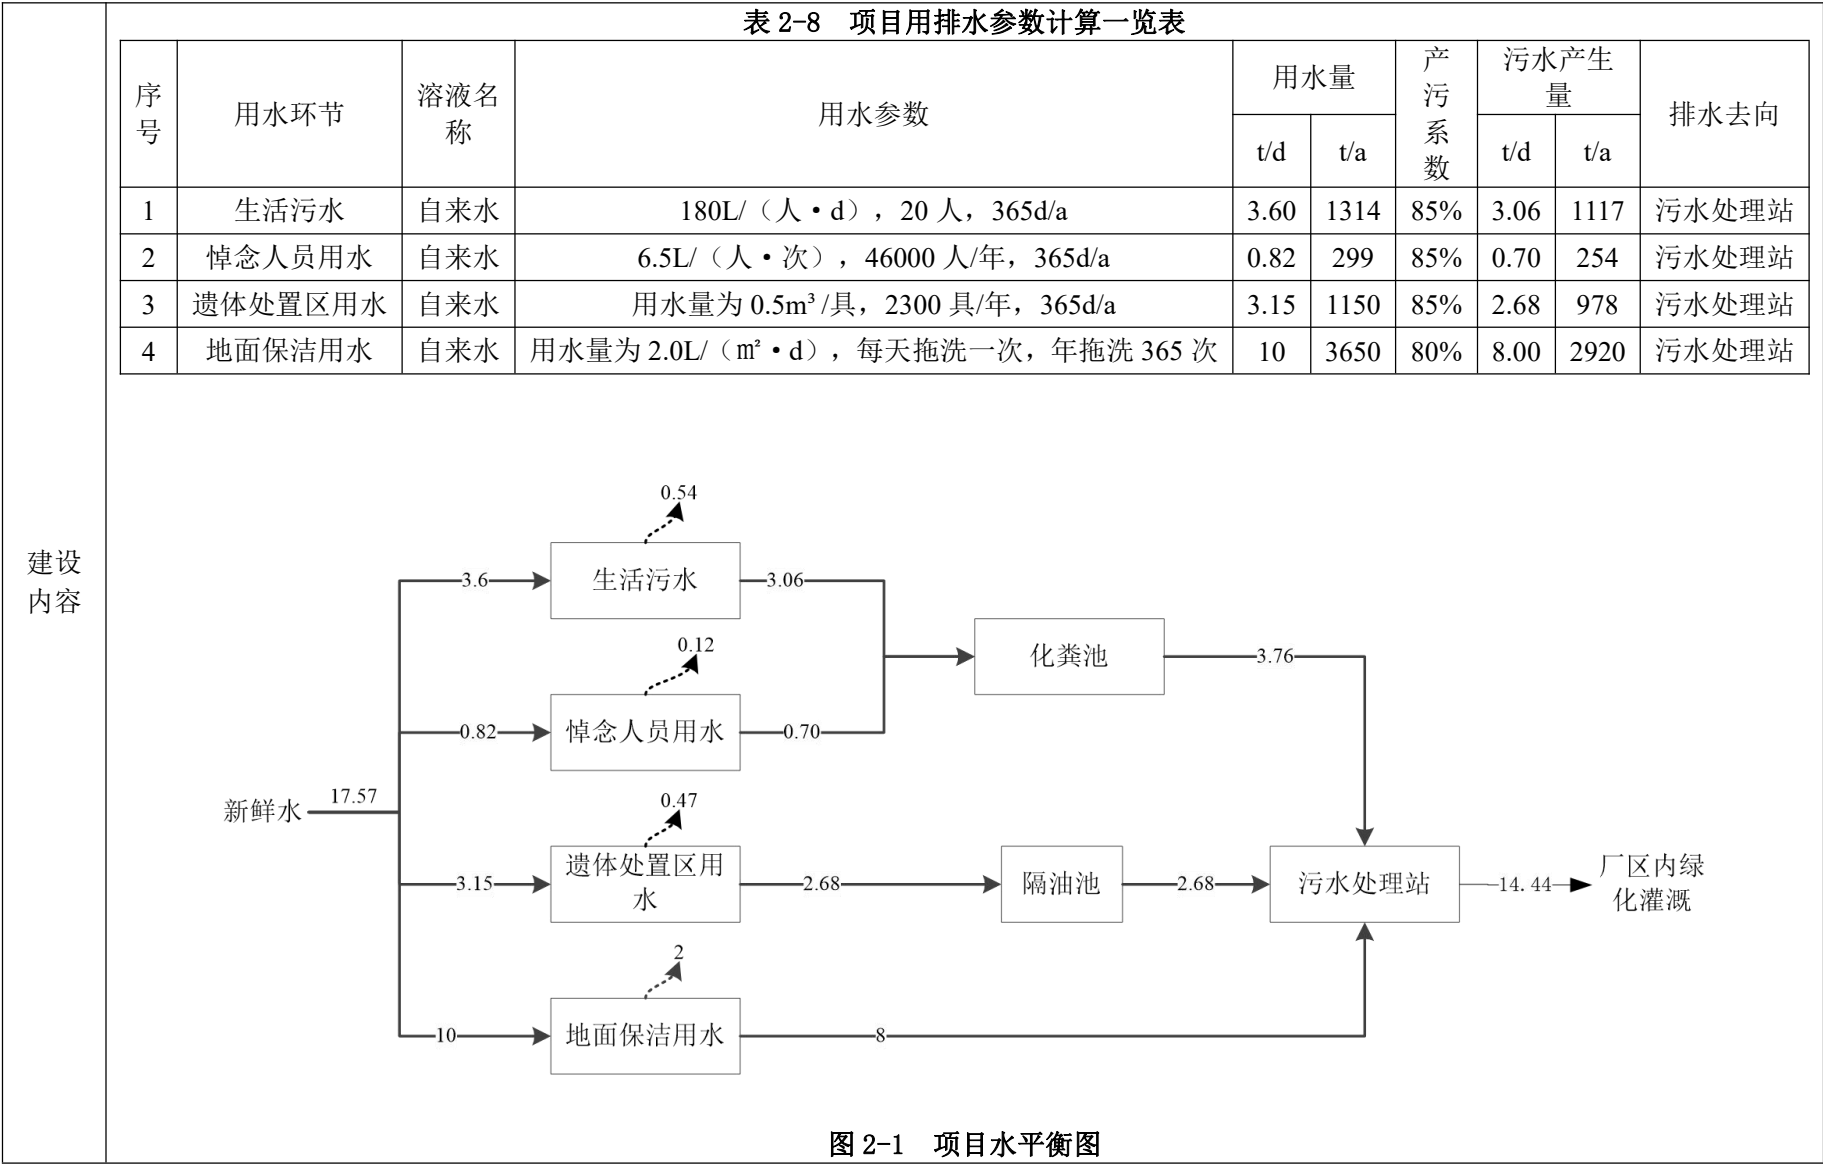 表 2-8 项目用排水参数计算一览表
序号 用水环节 溶液名称 用水参数 用水量 产污系数 污水产生量 排水去向
t/d t/a t/d t/a
1 生活污水 自来水 180L/（人·d），20 人，365d/a 3.60 1314 85% 3.06 1117 污水处理站
2 悼念人员用水 自来水 6.5L/（人·次），46000 人/年，365d/a 0.82 299 85% 0.70 254 污水处理站
3 遗体处置区用水 自来水 用水量为 0.5m³/具，2300 具/年，365d/a 3.15 1150 85% 2.68 978 污水处理站
4 地面保洁用水 自来水 用水量为 2.0L/（㎡·d），每天拖洗一次，年拖洗 365 次 10 3650 80% 8.00 2920 污水处理站
建设
内容
0.54
3.6 生活污水 3.06
0.12
化粪池 3.76
0.82 悼念人员用水 0.70
新鲜水 17.57
0.47
3.15 遗体处置区用
水 2.68 隔油池 2.68 污水处理站 14.44 厂区内绿
化灌溉
2
10 地面保洁用水 8
图 2-1 项目水平衡图